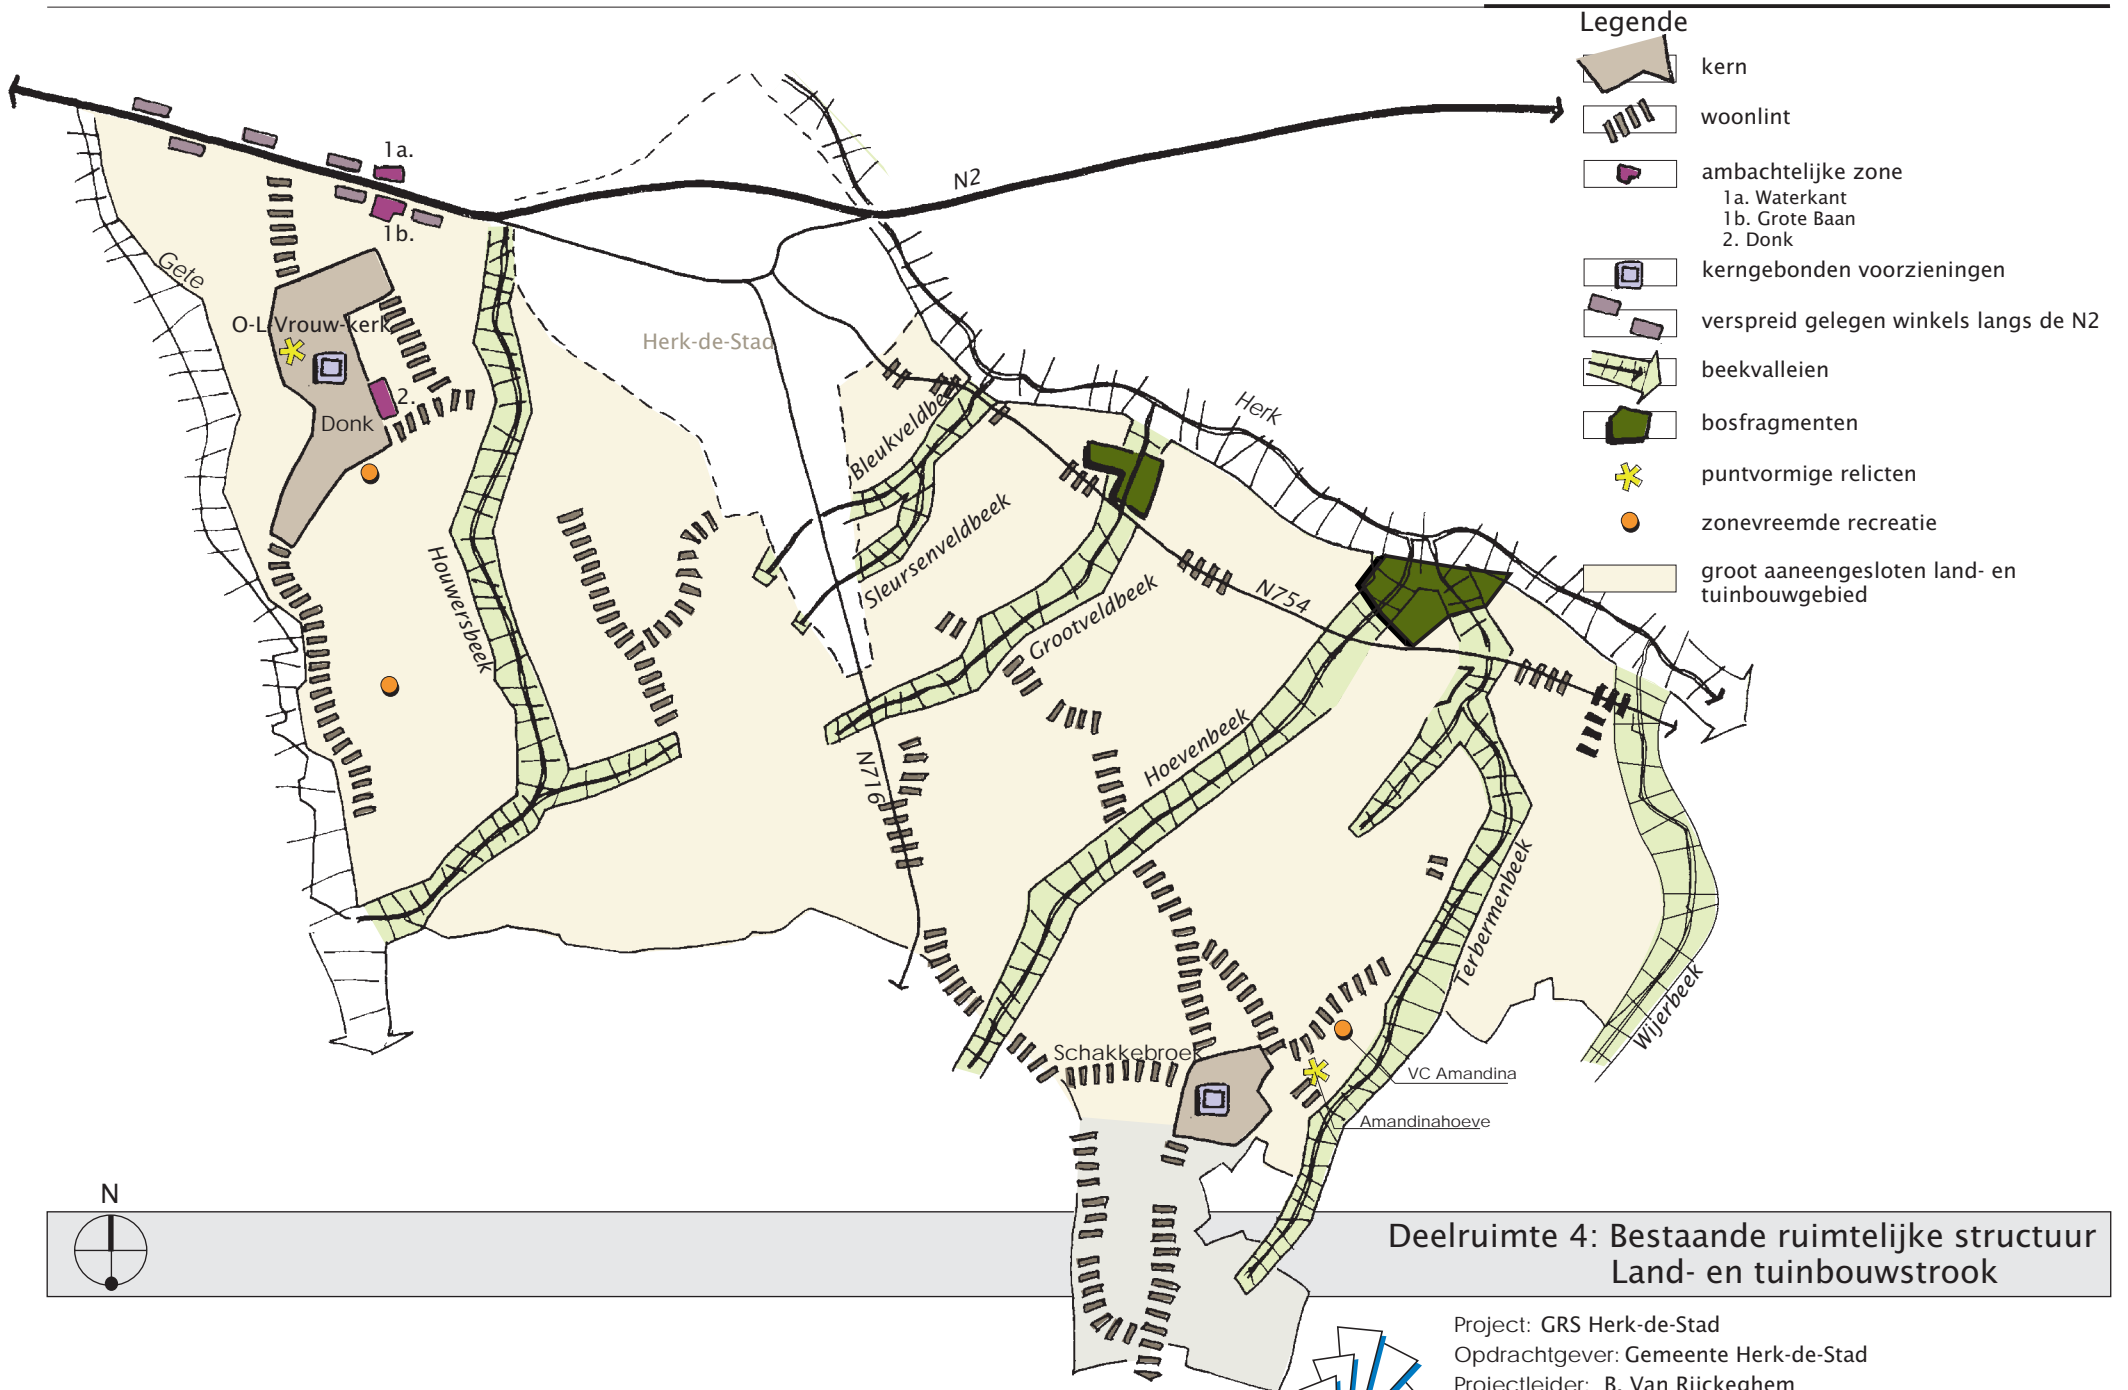 Legende
kern
woonlint
ambachtelijke zone
1a. Waterkant
1b. Grote Baan
2. Donk
kerngebonden voorzieningen
verspreid gelegen winkels langs de N2
beekvalleien
bosfragmenten
puntvormige relicten
zonevreemde recreatie
groot aaneengesloten land- en
tuinbouwgebied
1a.
1b.
N2
Gete
O-L-Vrouw-kerk
Herk-de-Stad
2.
Donk
Herk
Bleukveldbeek
Sleursenveldbeek
Houwersbeek
Grootveldbeek
N754
Hoevenbeek
N716
Terbermenbeek
Wijerbeek
Schakkebroek
VC Amandina
Amandinahoeve
N
Deelruimte 4: Bestaande ruimtelijke structuur
Land- en tuinbouwstrook
Project: GRS Herk-de-Stad
Opdrachtgever: Gemeente Herk-de-Stad
Projectleider: B. Van Rijckeghem